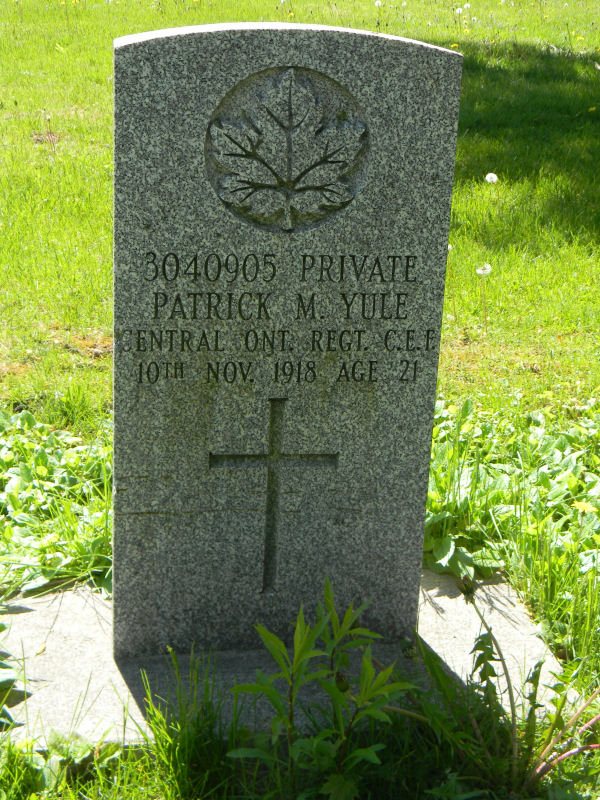 3040905 PRIVATE
PATRICK M. YULE
CENTRAL ONT. REGT. C.E.F.
10TH NOV. 1918 AGE 21